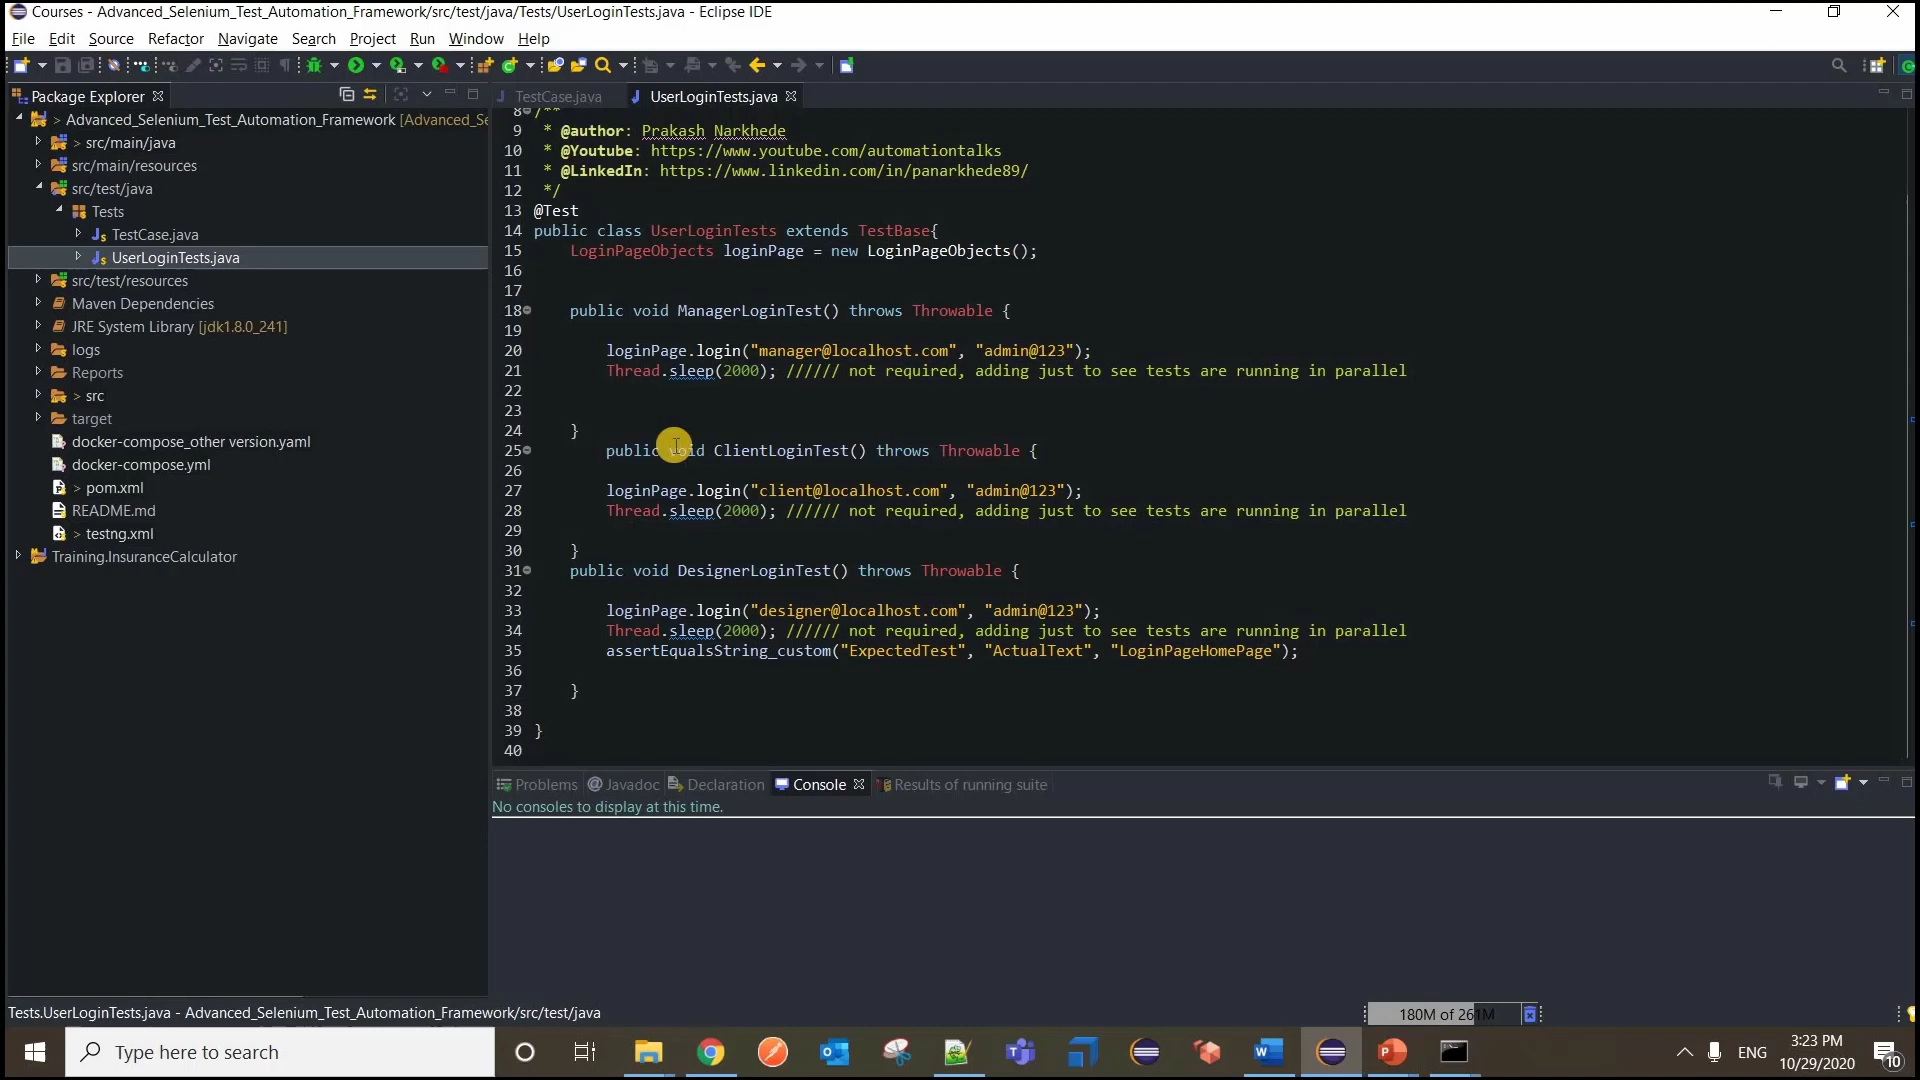 Courses - Advanced_Selenium_Test_Automation_Framework/src/test/java/Tests/UserLoginTests.java - Eclipse IDE
File Edit Source Refactor Navigate Search Project Run Window Help
Package Explorer
> Advanced_Selenium_Test_Automation_Framework [Advanced_Se
> src/main/java
src/main/resources
src/test/java
Tests
TestCase.java
UserLoginTests.java
src/test/resources
Maven Dependencies
JRE System Library [jdk1.8.0_241]
logs
Reports
> src
target
docker-compose_other version.yaml
docker-compose.yml
> pom.xml
README.md
> testng.xml
Training.InsuranceCalculator
TestCase.java UserLoginTests.java
8 /**
9 * @author: Prakash Narkhede
10 * @Youtube: https://www.youtube.com/automationtalks
11 * @LinkedIn: https://www.linkedin.com/in/panarkhede89/
12 */
13 @Test
14 public class UserLoginTests extends TestBase{
15 LoginPageObjects loginPage = new LoginPageObjects();
16
17
18 public void ManagerLoginTest() throws Throwable {
19
20 loginPage.login("manager@localhost.com", "admin@123");
21 Thread.sleep(2000); ////// not required, adding just to see tests are running in parallel
22
23
24 }
25 public void ClientLoginTest() throws Throwable {
26
27 loginPage.login("client@localhost.com", "admin@123");
28 Thread.sleep(2000); ////// not required, adding just to see tests are running in parallel
29
30 }
31 public void DesignerLoginTest() throws Throwable {
32
33 loginPage.login("designer@localhost.com", "admin@123");
34 Thread.sleep(2000); ////// not required, adding just to see tests are running in parallel
35 assertEqualsString_custom("ExpectedTest", "ActualText", "LoginPageHomePage");
36
37 }
38
39 }
40
Problems @ Javadoc Declaration Console Results of running suite
No consoles to display at this time.
Tests.UserLoginTests.java - Advanced_Selenium_Test_Automation_Framework/src/test/java
180M of 261M
Type here to search
ENG
3:23 PM
10/29/2020
10